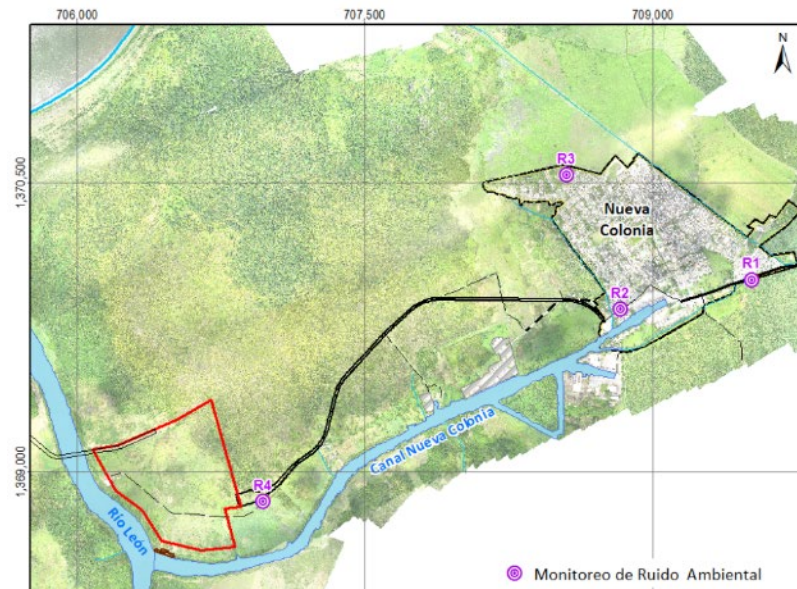 706,000
707,500
709,000
N
R3
1,370,500
Nueva
Colonia
R1
R2
Canal Nueva Colonia
1,369,000
R4
Río León
Monitoreo de Ruido Ambiental